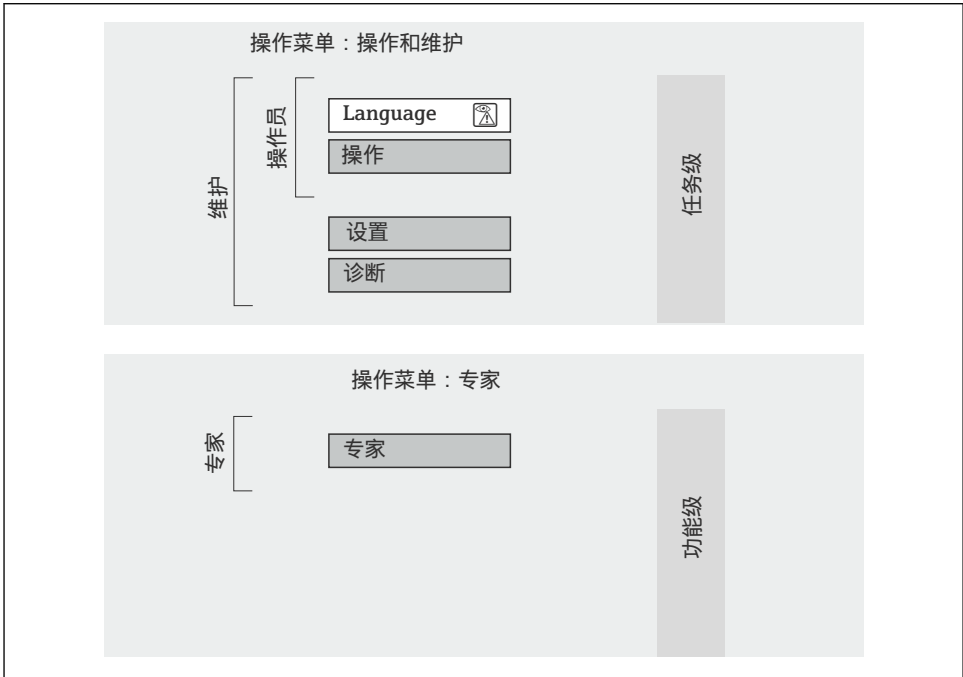 操作菜单：操作和维护
维护
操作员
Language
操作
设置
诊断
任务级
操作菜单：专家
专家
专家
功能级